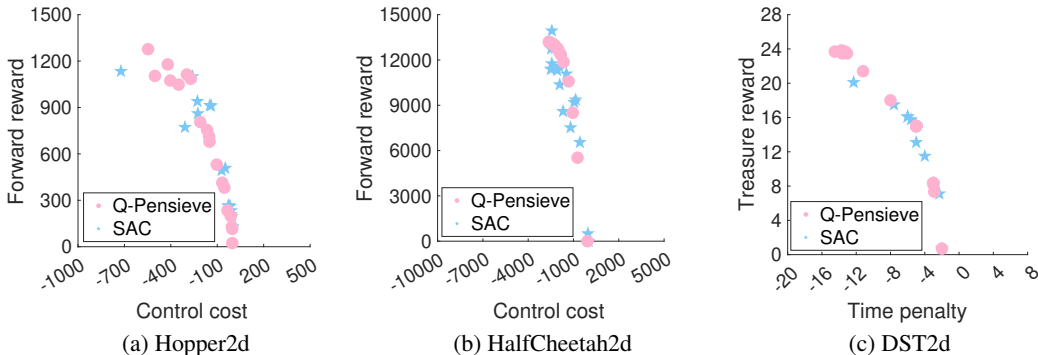 1500
1200
900
600
300
0
Forward reward
Q-Pensieve
SAC
-1000
-700
-400
-100
200
500
Control cost
(a) Hopper2d
15000
12000
9000
6000
3000
0
Forward reward
Q-Pensieve
SAC
-10000
-7000
-4000
-1000
2000
5000
Control cost
(b) HalfCheetah2d
28
24
20
16
12
8
4
0
Treasure reward
Q-Pensieve
SAC
-20
-16
-12
-8
-4
0
4
8
Time penalty
(c) DST2d